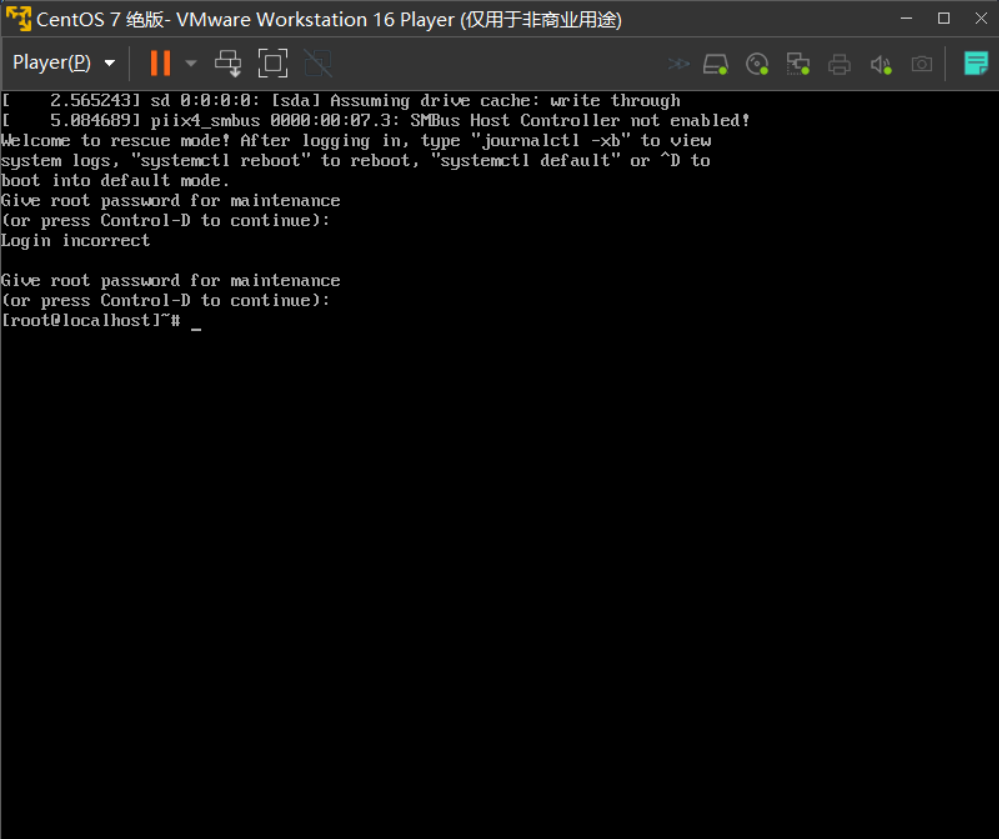 CentOS 7 绝版- VMware Workstation 16 Player (仅用于非商业用途)
Player(P)
[    2.565243] sd 0:0:0:0: [sda] Assuming drive cache: write through
[    5.084689] piix4_smbus 0000:00:07.3: SMBus Host Controller not enabled!
Welcome to rescue mode! After logging in, type "journalctl -xb" to view
system logs, "systemctl reboot" to reboot, "systemctl default" or ^D to
boot into default mode.
Give root password for maintenance
(or press Control-D to continue):
Login incorrect
Give root password for maintenance
(or press Control-D to continue):
[root@localhost]~# _